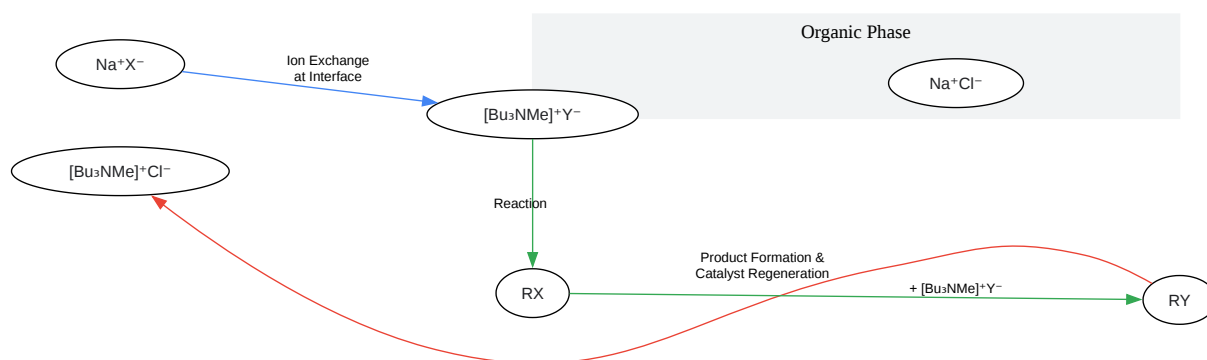 Organic Phase
Na⁺X⁻
Ion Exchange
at Interface
Na⁺Cl⁻
[Bu₃NMe]⁺Y⁻
[Bu₃NMe]⁺Cl⁻
Reaction
Product Formation &
Catalyst Regeneration
RX
+ [Bu₃NMe]⁺Y⁻
RY